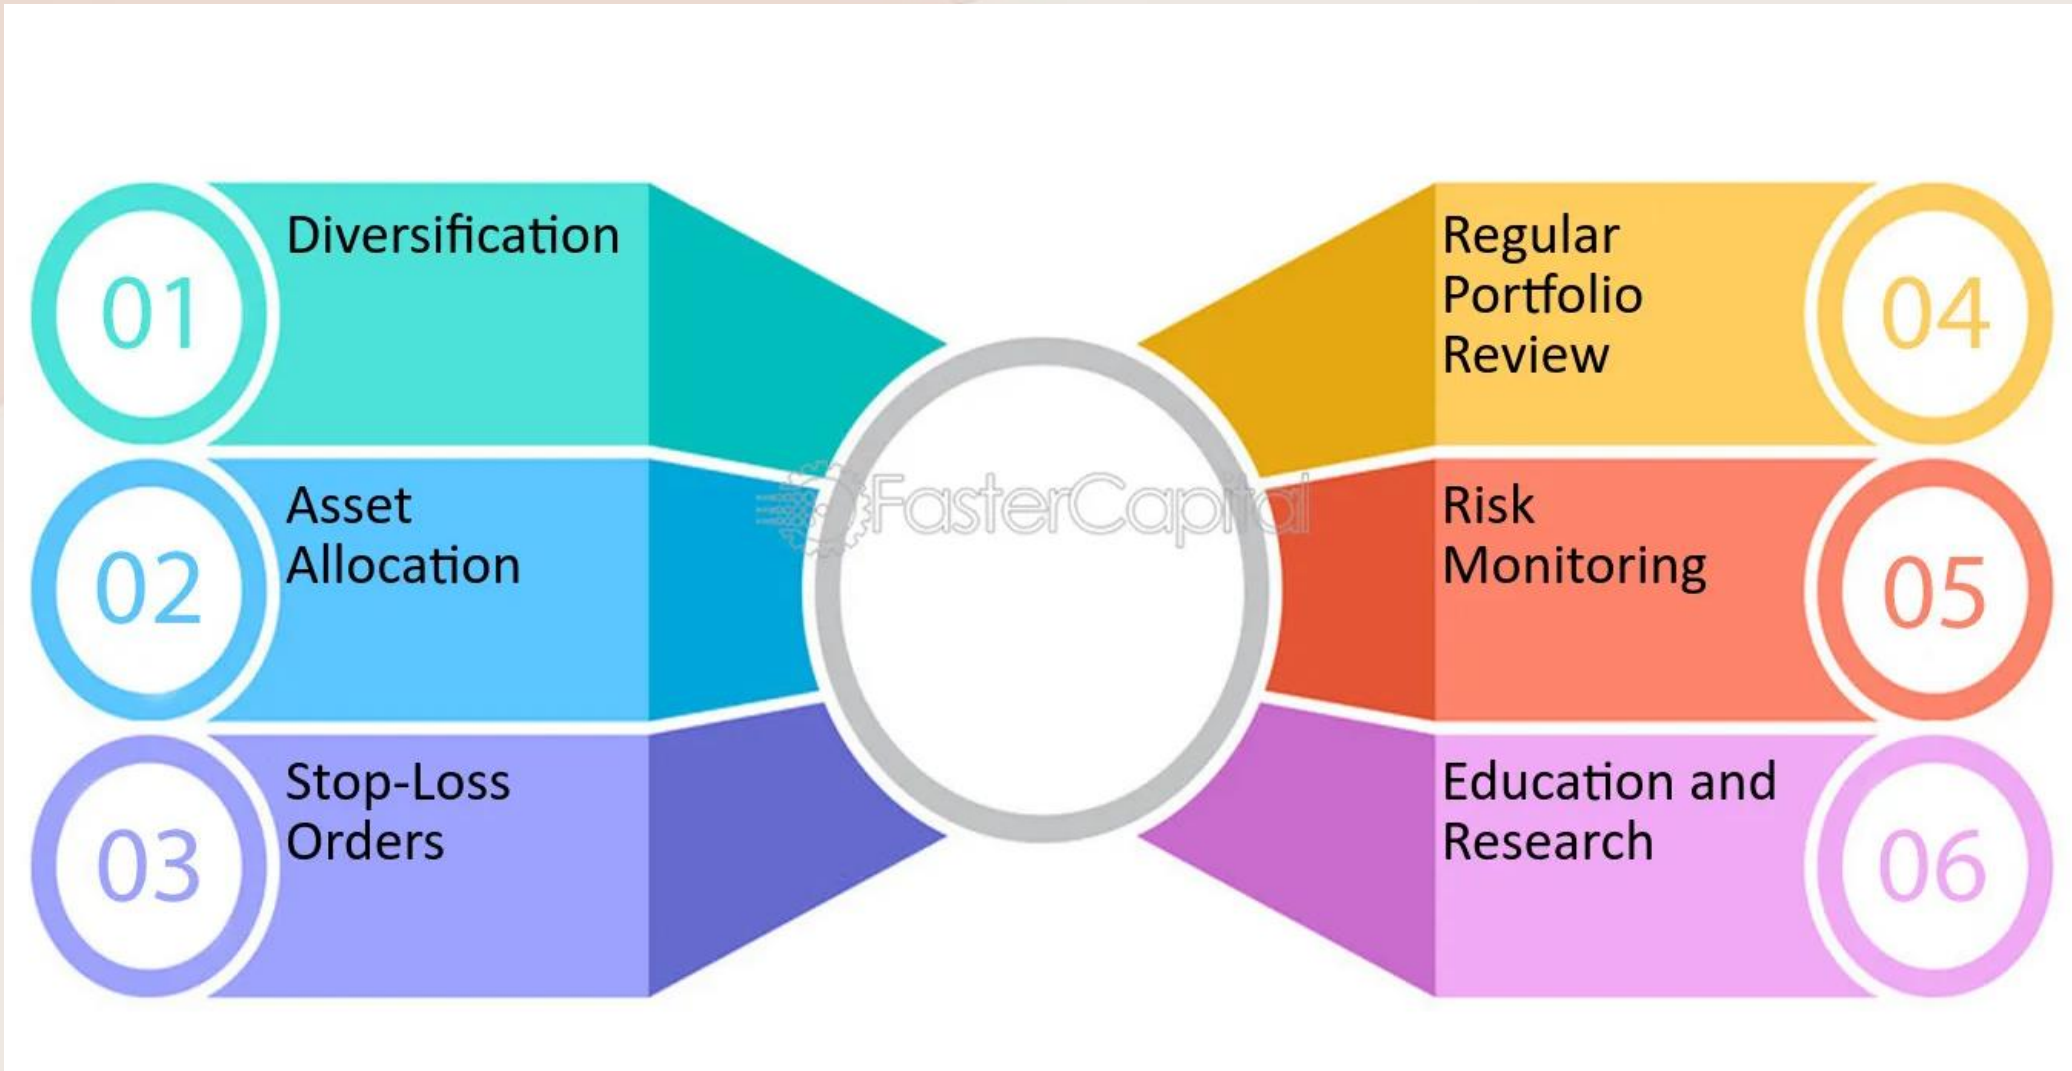 01
Diversification
02
Asset
Allocation
03
Stop-Loss
Orders
04
Regular
Portfolio
Review
05
Risk
Monitoring
06
Education and
Research
FasterCapital